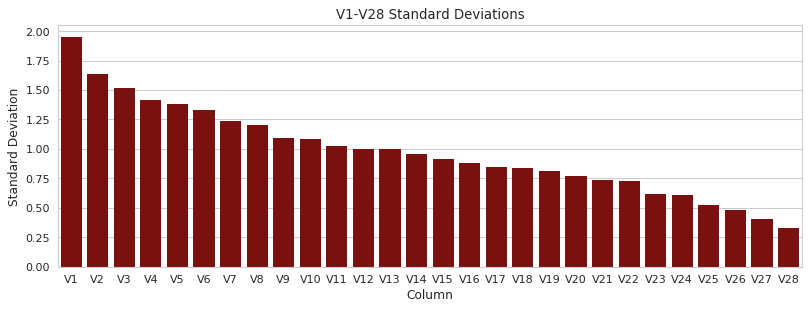 V1-V28 Standard Deviations
2.00
1.75
1.50
1.25
1.00
0.75
0.50
0.25
0.00
Standard Deviation
V1 V2 V3 V4 V5 V6 V7 V8 V9 V10 V11 V12 V13 V14 V15 V16 V17 V18 V19 V20 V21 V22 V23 V24 V25 V26 V27 V28
Column